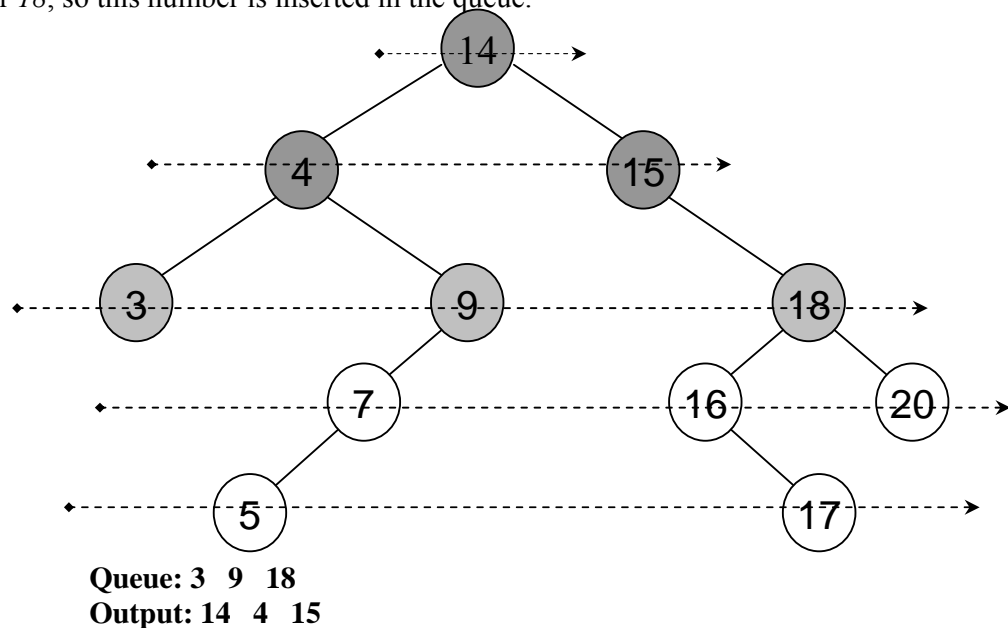 18, so this number is inserted in the queue.
14
4 15
3 9 18
7 16 20
5 17
Queue: 3 9 18
Output: 14 4 15